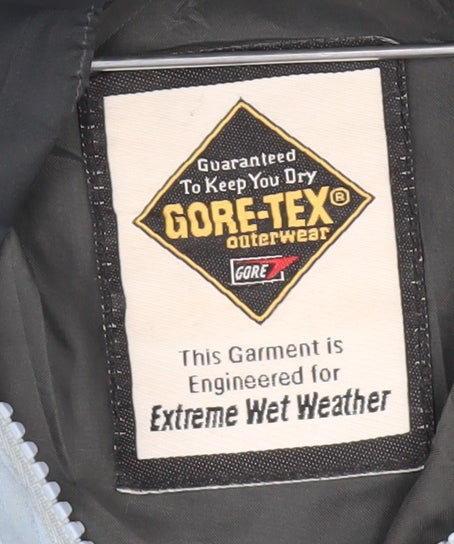 Guaranteed
To Keep You Dry
GORE-TEX®
outerwear
GORE
This Garment is
Engineered for
Extreme Wet Weather